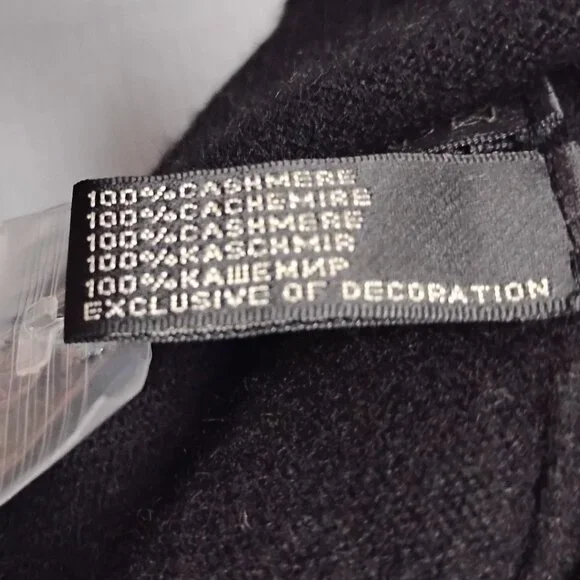 100%CASHMERE
100%CACHEMIRE
100%CASHMERE
100%KASCHMIR
100%КАШЕМИР
EXCLUSIVE OF DECORATION